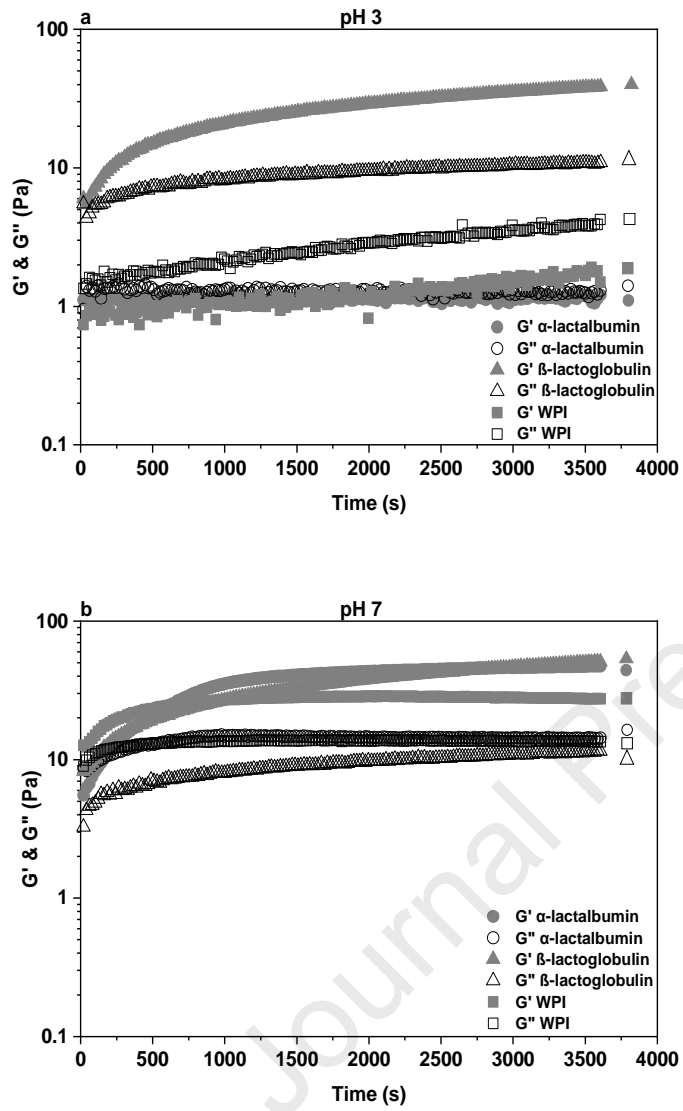 a pH 3
100
10
1
0.1
G' & G'' (Pa)
G' α-lactalbumin
G'' α-lactalbumin
G' ß-lactoglobulin
G'' ß-lactoglobulin
G' WPI
G'' WPI
0 500 1000 1500 2000 2500 3000 3500 4000
Time (s)
b pH 7
100
10
1
0.1
G' & G'' (Pa)
G' α-lactalbumin
G'' α-lactalbumin
G' ß-lactoglobulin
G'' ß-lactoglobulin
G' WPI
G'' WPI
0 500 1000 1500 2000 2500 3000 3500 4000
Time (s)
Journal Pre